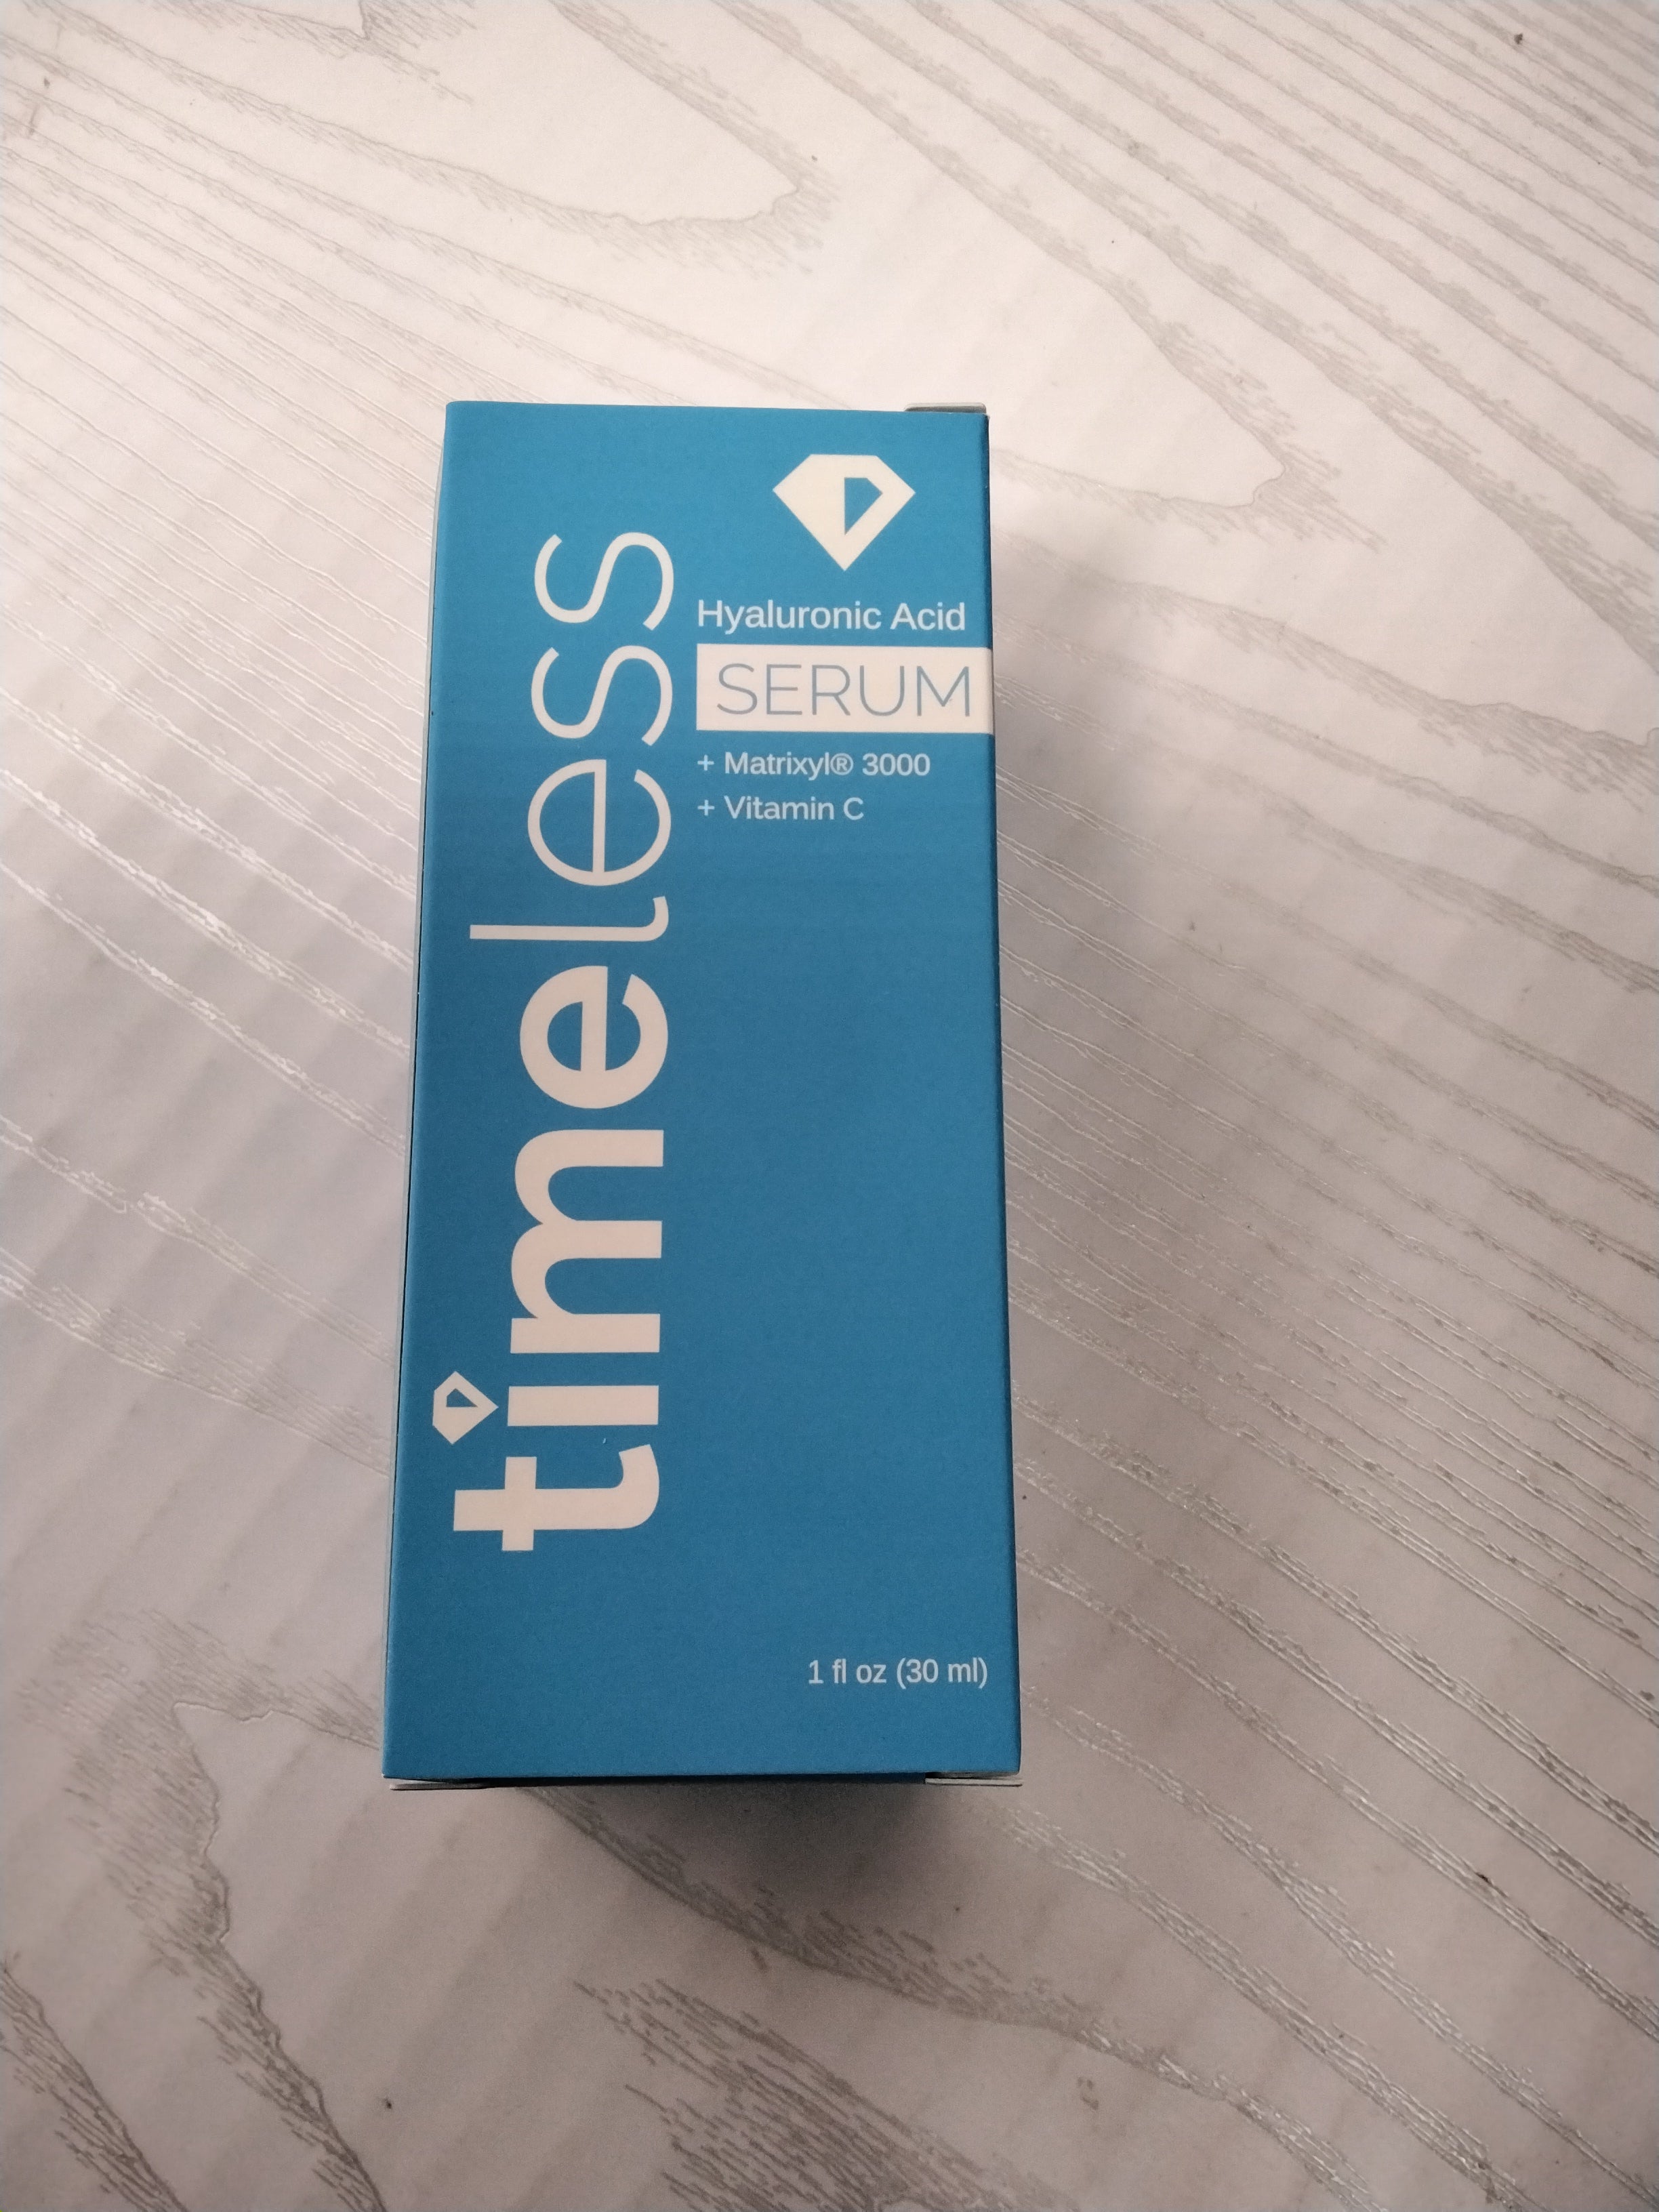 timeless
Hyaluronic Acid
SERUM
+ Matrixyl® 3000
+ Vitamin C
1 fl oz (30 ml)